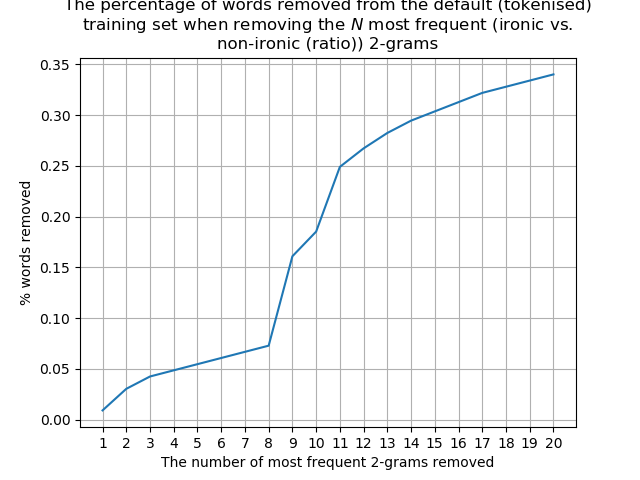 The percentage of words removed from the default (tokenised)
training set when removing the N most frequent (ironic vs.
non-ironic (ratio)) 2-grams
0.35
0.30
0.25
0.20
0.15
0.10
0.05
0.00
% words removed
1 2 3 4 5 6 7 8 9 10 11 12 13 14 15 16 17 18 19 20
The number of most frequent 2-grams removed